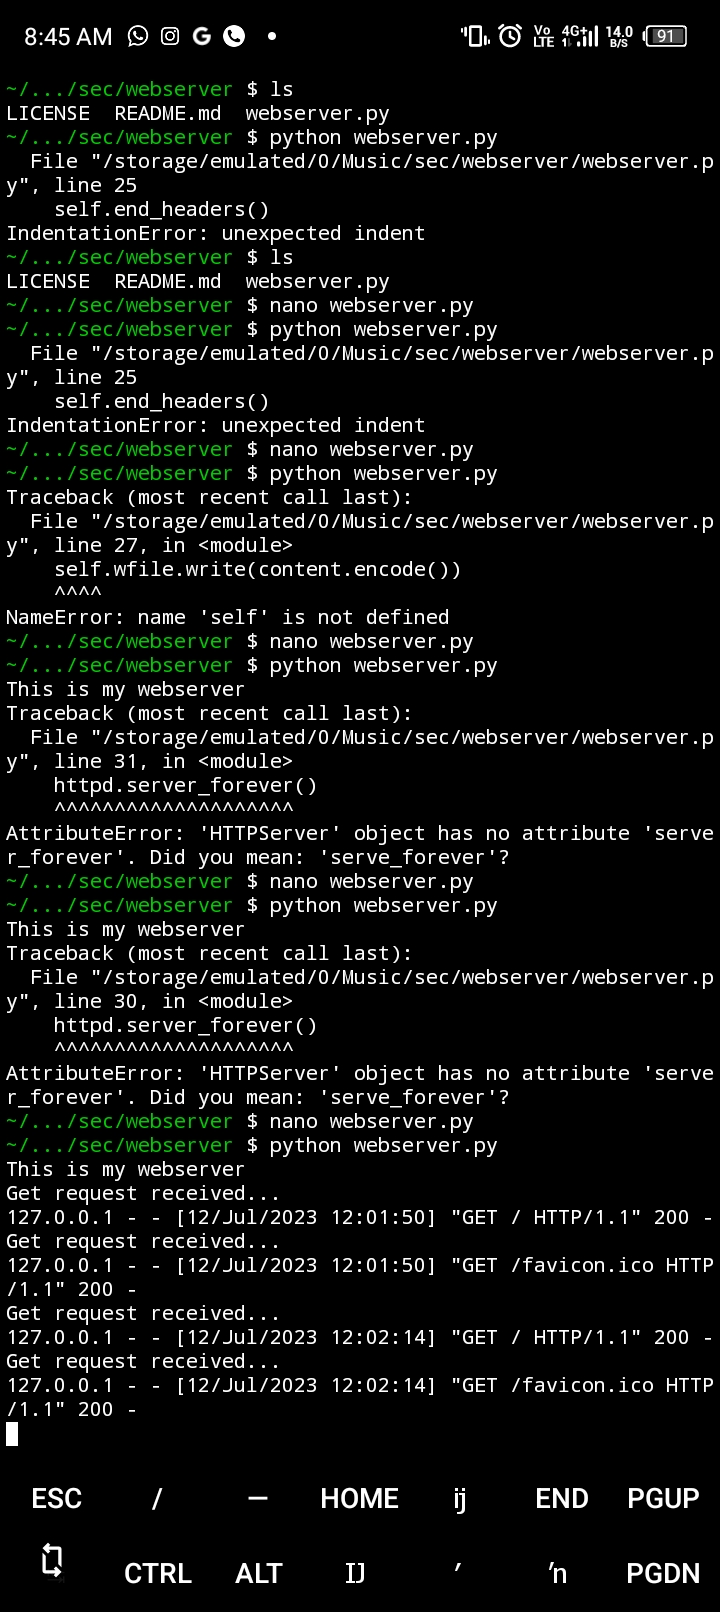 8:45 AM
Vo LTE 4G+ 14.0 B/S 91
~/.../sec/webserver $ ls
LICENSE  README.md  webserver.py
~/.../sec/webserver $ python webserver.py
  File "/storage/emulated/0/Music/sec/webserver/webserver.p
y", line 25
    self.end_headers()
IndentationError: unexpected indent
~/.../sec/webserver $ ls
LICENSE  README.md  webserver.py
~/.../sec/webserver $ nano webserver.py
~/.../sec/webserver $ python webserver.py
  File "/storage/emulated/0/Music/sec/webserver/webserver.p
y", line 25
    self.end_headers()
IndentationError: unexpected indent
~/.../sec/webserver $ nano webserver.py
~/.../sec/webserver $ python webserver.py
Traceback (most recent call last):
  File "/storage/emulated/0/Music/sec/webserver/webserver.p
y", line 27, in <module>
    self.wfile.write(content.encode())
    ^^^^
NameError: name 'self' is not defined
~/.../sec/webserver $ nano webserver.py
~/.../sec/webserver $ python webserver.py
This is my webserver
Traceback (most recent call last):
  File "/storage/emulated/0/Music/sec/webserver/webserver.p
y", line 31, in <module>
    httpd.server_forever()
    ^^^^^^^^^^^^^^^^^^^^
AttributeError: 'HTTPServer' object has no attribute 'serve
r_forever'. Did you mean: 'serve_forever'?
~/.../sec/webserver $ nano webserver.py
~/.../sec/webserver $ python webserver.py
This is my webserver
Traceback (most recent call last):
  File "/storage/emulated/0/Music/sec/webserver/webserver.p
y", line 30, in <module>
    httpd.server_forever()
    ^^^^^^^^^^^^^^^^^^^^
AttributeError: 'HTTPServer' object has no attribute 'serve
r_forever'. Did you mean: 'serve_forever'?
~/.../sec/webserver $ nano webserver.py
~/.../sec/webserver $ python webserver.py
This is my webserver
Get request received...
127.0.0.1 - - [12/Jul/2023 12:01:50] "GET / HTTP/1.1" 200 -
Get request received...
127.0.0.1 - - [12/Jul/2023 12:01:50] "GET /favicon.ico HTTP
/1.1" 200 -
Get request received...
127.0.0.1 - - [12/Jul/2023 12:02:14] "GET / HTTP/1.1" 200 -
Get request received...
127.0.0.1 - - [12/Jul/2023 12:02:14] "GET /favicon.ico HTTP
/1.1" 200 -
ESC / — HOME ĳ END PGUP
CTRL ALT Ĳ ′ ŉ PGDN